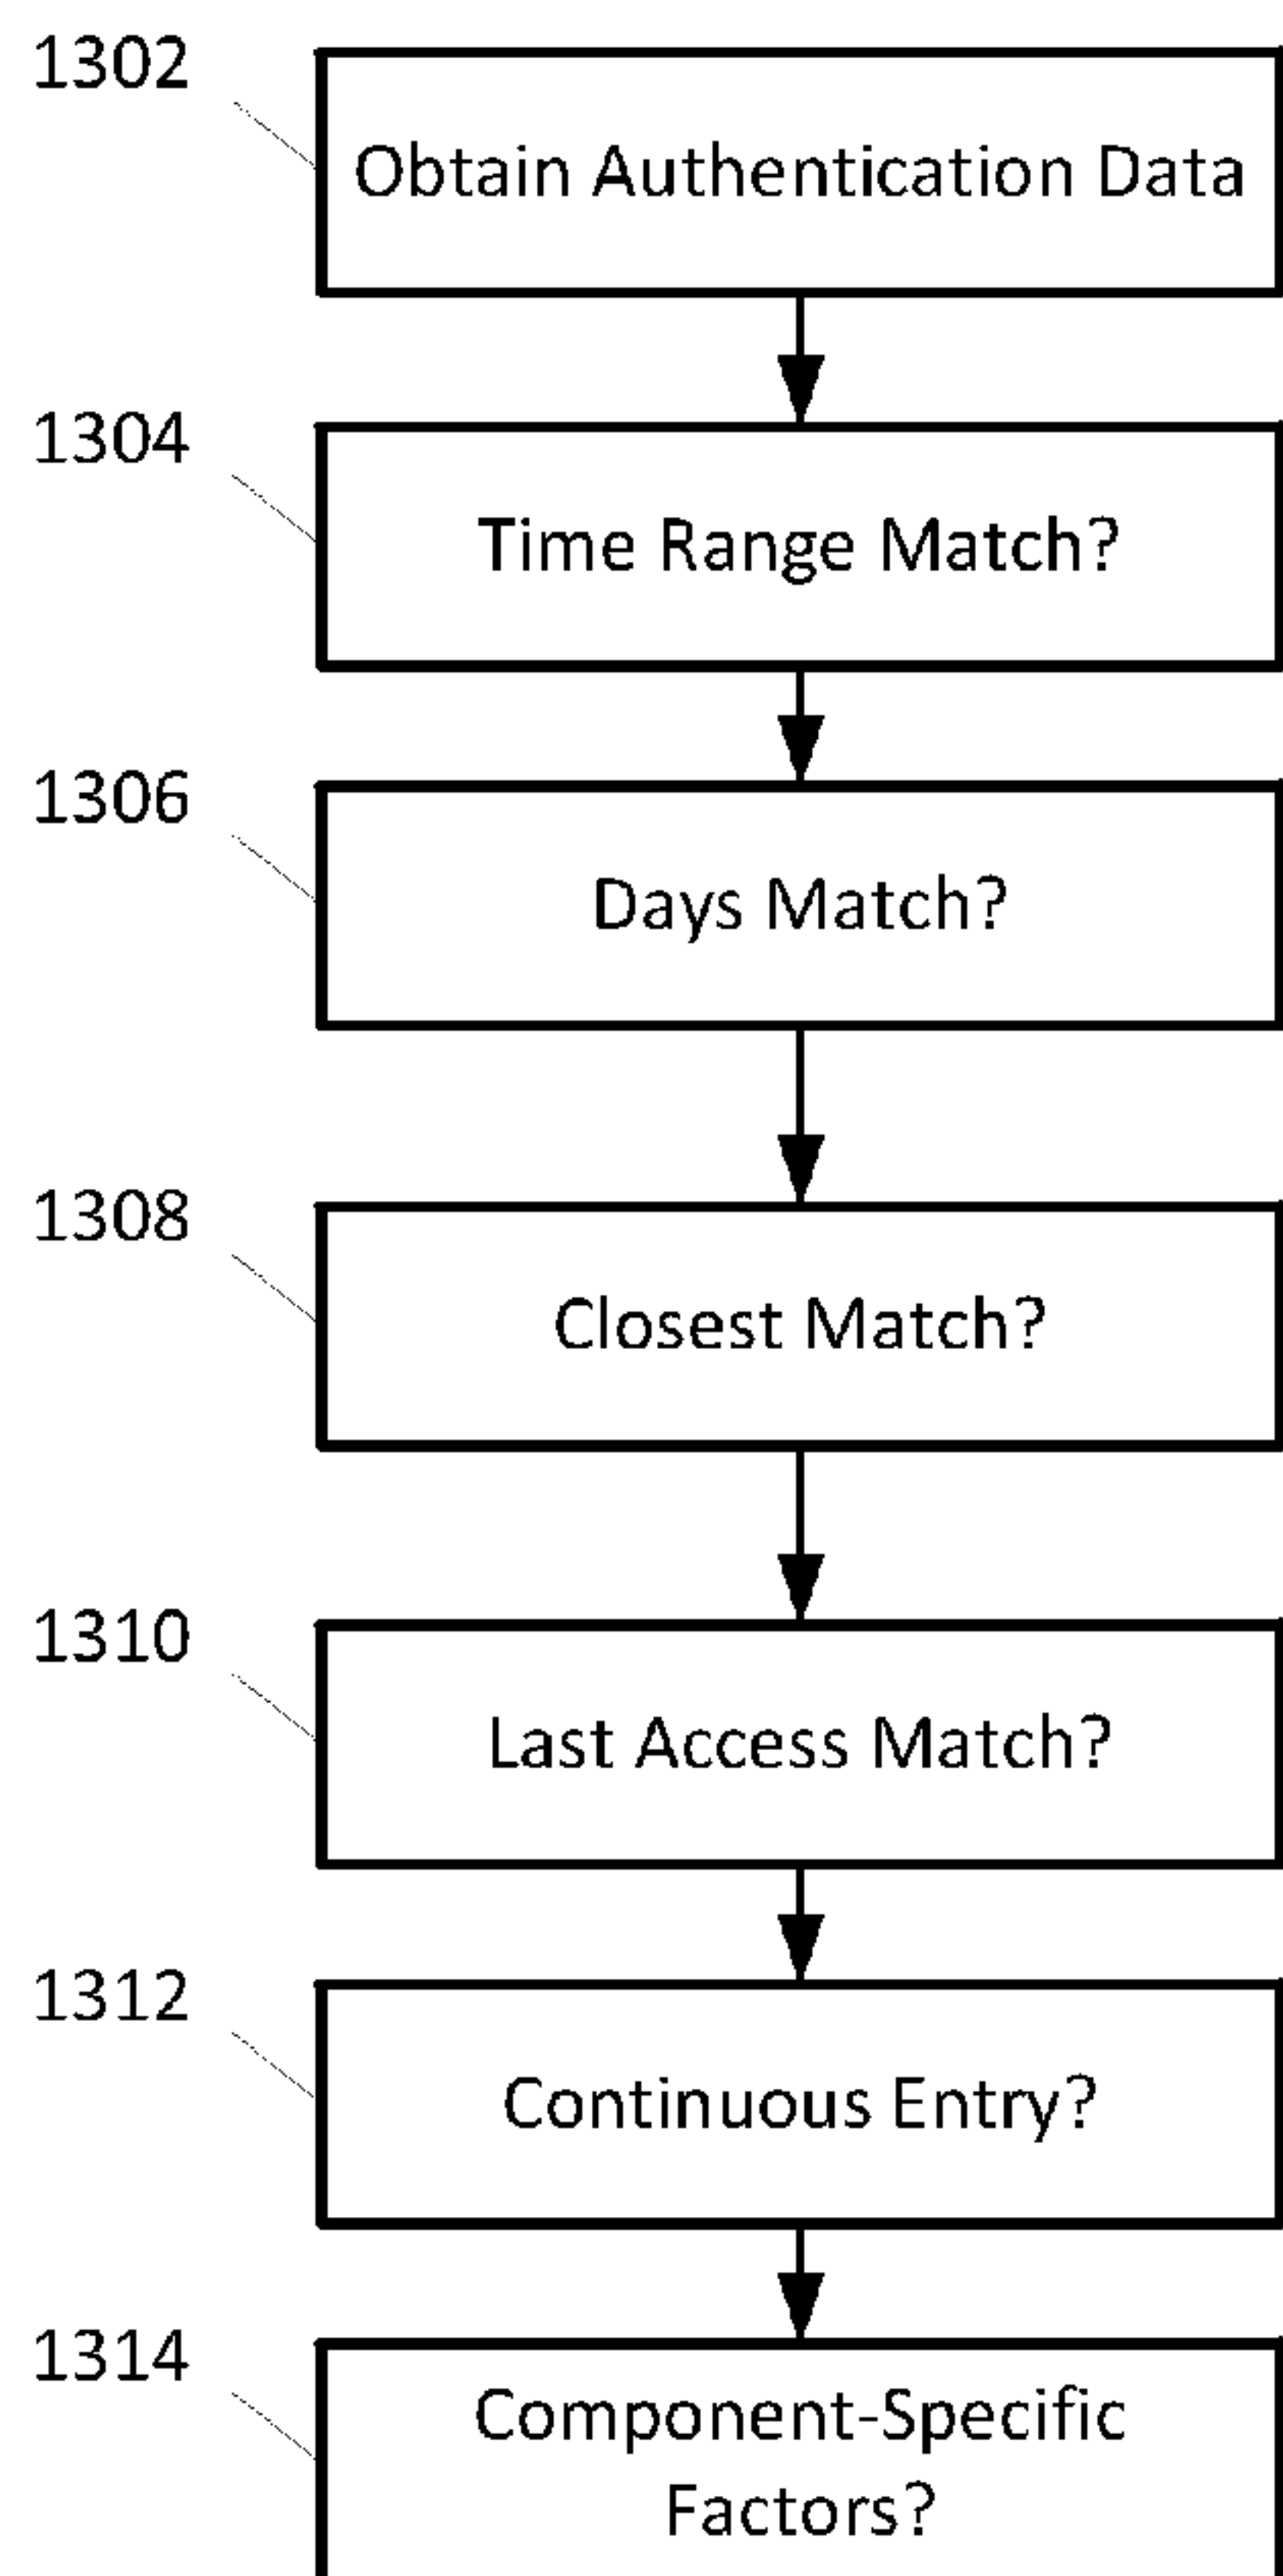 1302
Obtain Authentication Data
1304
Time Range Match?
1306
Days Match?
1308
Closest Match?
1310
Last Access Match?
1312
Continuous Entry?
1314
Component-Specific
Factors?